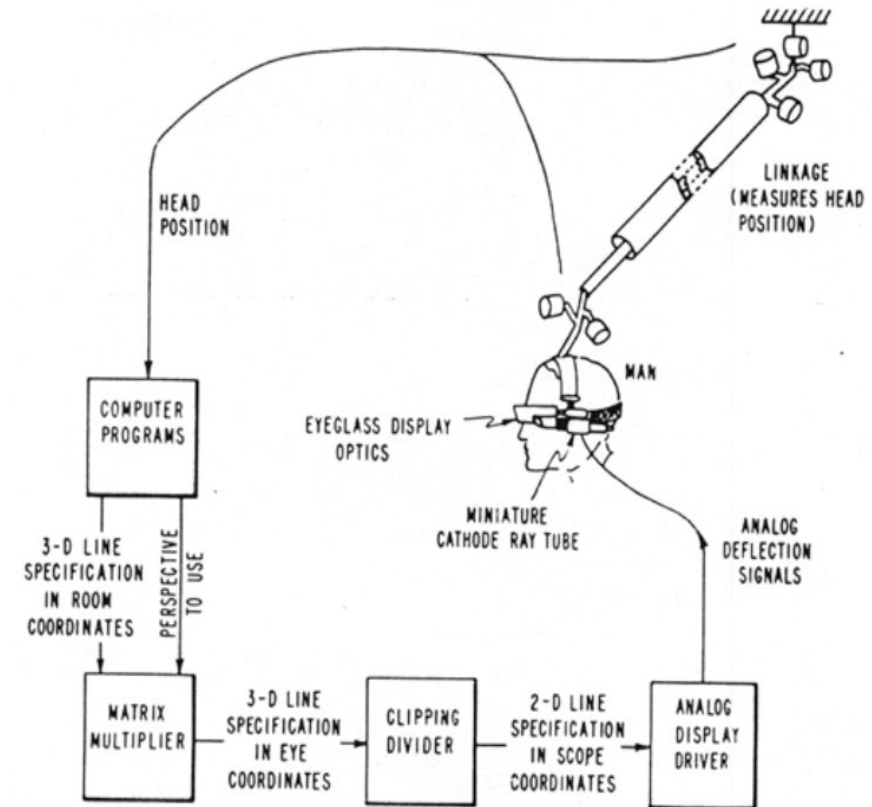 LINKAGE
(MEASURES HEAD
POSITION)
HEAD
POSITION
MAN
COMPUTER
PROGRAMS
EYEGLASS DISPLAY
OPTICS
MINIATURE
CATHODE RAY TUBE
ANALOG
DEFLECTION
SIGNALS
3-D LINE
SPECIFICATION
IN ROOM
COORDINATES
PERSPECTIVE
TO USE
MATRIX
MULTIPLIER
3-D LINE
SPECIFICATION
IN EYE
COORDINATES
CLIPPING
DIVIDER
2-D LINE
SPECIFICATION
IN SCOPE
COORDINATES
ANALOG
DISPLAY
DRIVER